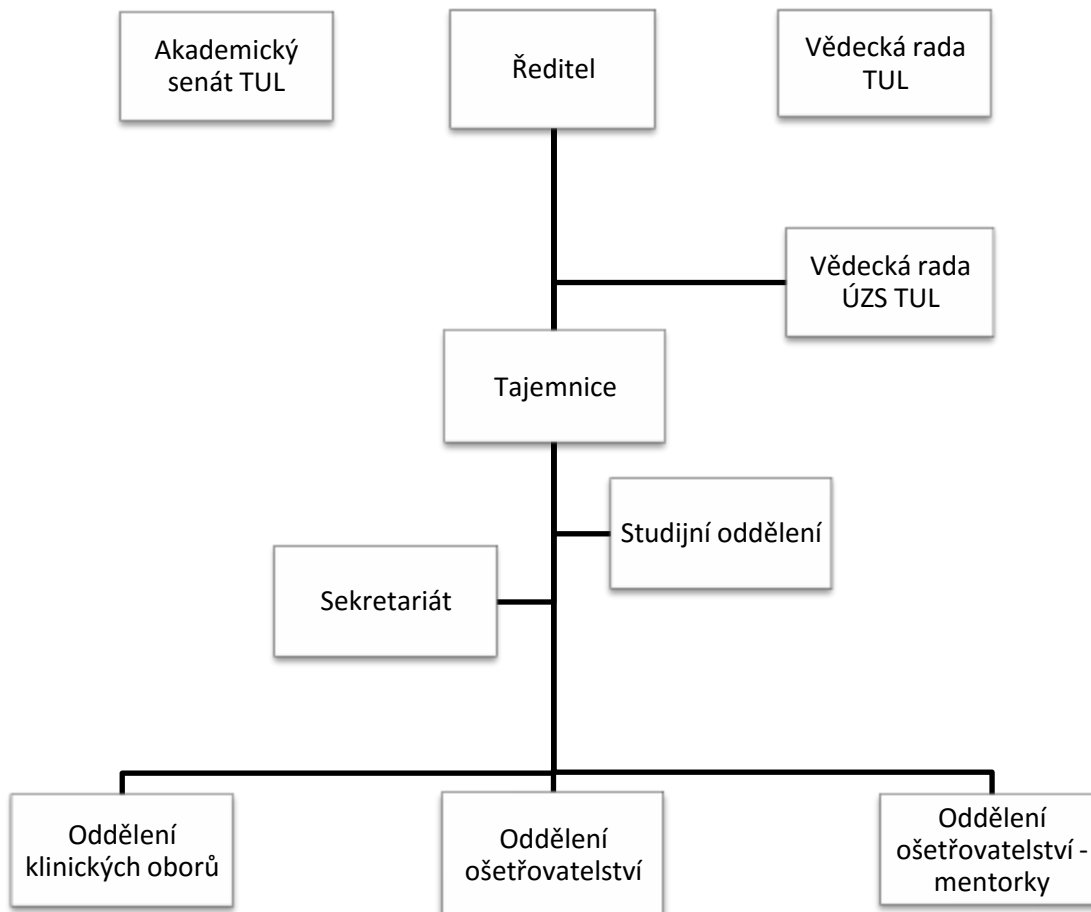 Akademický
senát TUL
Ředitel
Vědecká rada
TUL
Vědecká rada
ÚZS TUL
Tajemnice
Studijní oddělení
Sekretariát
Oddělení
klinických oborů
Oddělení
ošetřovatelství
Oddělení
ošetřovatelství -
mentorky